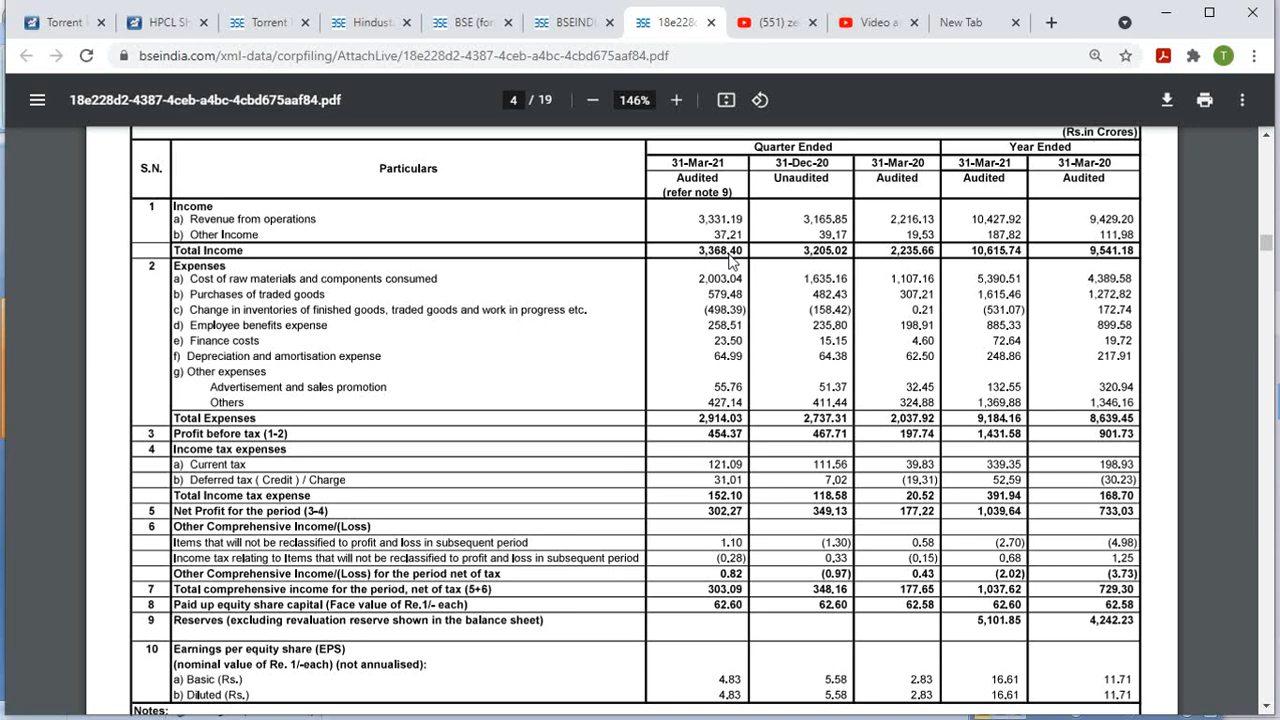 Torrent I
HPCL SI
Torrent
Hindust
BSE (for
BSEIND
18e228
(551) ze
Video a
New Tab
bseindia.com/xml-data/corpfiling/AttachLive/18e228d2-4387-4ceb-a4bc-4cbd675aaf84.pdf
T
18e228d2-4387-4ceb-a4bc-4cbd675aaf84.pdf 4 / 19 146%
(Rs.in Crores)
S.N. Particulars Quarter Ended Year Ended
31-Mar-21 31-Dec-20 31-Mar-20 31-Mar-21 31-Mar-20
Audited Unaudited Audited Audited Audited
(refer note 9)
1 Income
a) Revenue from operations 3,331.19 3,165.85 2,216.13 10,427.92 9,429.20
b) Other Income 37.21 39.17 19.53 187.82 111.98
Total Income 3,368.40 3,205.02 2,235.66 10,615.74 9,541.18
2 Expenses
a) Cost of raw materials and components consumed 2,003.04 1,635.16 1,107.16 5,390.51 4,389.58
b) Purchases of traded goods 579.48 482.43 307.21 1,615.46 1,272.82
c) Change in inventories of finished goods, traded goods and work in progress etc. (498.39) (158.42) 0.21 (531.07) 172.74
d) Employee benefits expense 258.51 235.80 198.91 885.33 899.58
e) Finance costs 23.50 15.15 4.60 72.64 19.72
f) Depreciation and amortisation expense 64.99 64.38 62.50 248.86 217.91
g) Other expenses
Advertisement and sales promotion 55.76 51.37 32.45 132.55 320.94
Others 427.14 411.44 324.88 1,369.88 1,346.16
Total Expenses 2,914.03 2,737.31 2,037.92 9,184.16 8,639.45
3 Profit before tax (1-2) 454.37 467.71 197.74 1,431.58 901.73
4 Income tax expenses
a) Current tax 121.09 111.56 39.83 339.35 198.93
b) Deferred tax ( Credit ) / Charge 31.01 7.02 (19.31) 52.59 (30.23)
Total Income tax expense 152.10 118.58 20.52 391.94 168.70
5 Net Profit for the period (3-4) 302.27 349.13 177.22 1,039.64 733.03
6 Other Comprehensive Income/(Loss)
Items that will not be reclassified to profit and loss in subsequent period 1.10 (1.30) 0.58 (2.70) (4.98)
Income tax relating to Items that will not be reclassified to profit and loss in subsequent period (0.28) 0.33 (0.15) 0.68 1.25
Other Comprehensive Income/(Loss) for the period net of tax 0.82 (0.97) 0.43 (2.02) (3.73)
7 Total comprehensive income for the period, net of tax (5+6) 303.09 348.16 177.65 1,037.62 729.30
8 Paid up equity share capital (Face value of Re.1/- each) 62.60 62.60 62.58 62.60 62.58
9 Reserves (excluding revaluation reserve shown in the balance sheet) 5,101.85 4,242.23
10 Earnings per equity share (EPS)
(nominal value of Re. 1/-each) (not annualised):
a) Basic (Rs.) 4.83 5.58 2.83 16.61 11.71
b) Diluted (Rs.) 4.83 5.58 2.83 16.61 11.71
Notes: